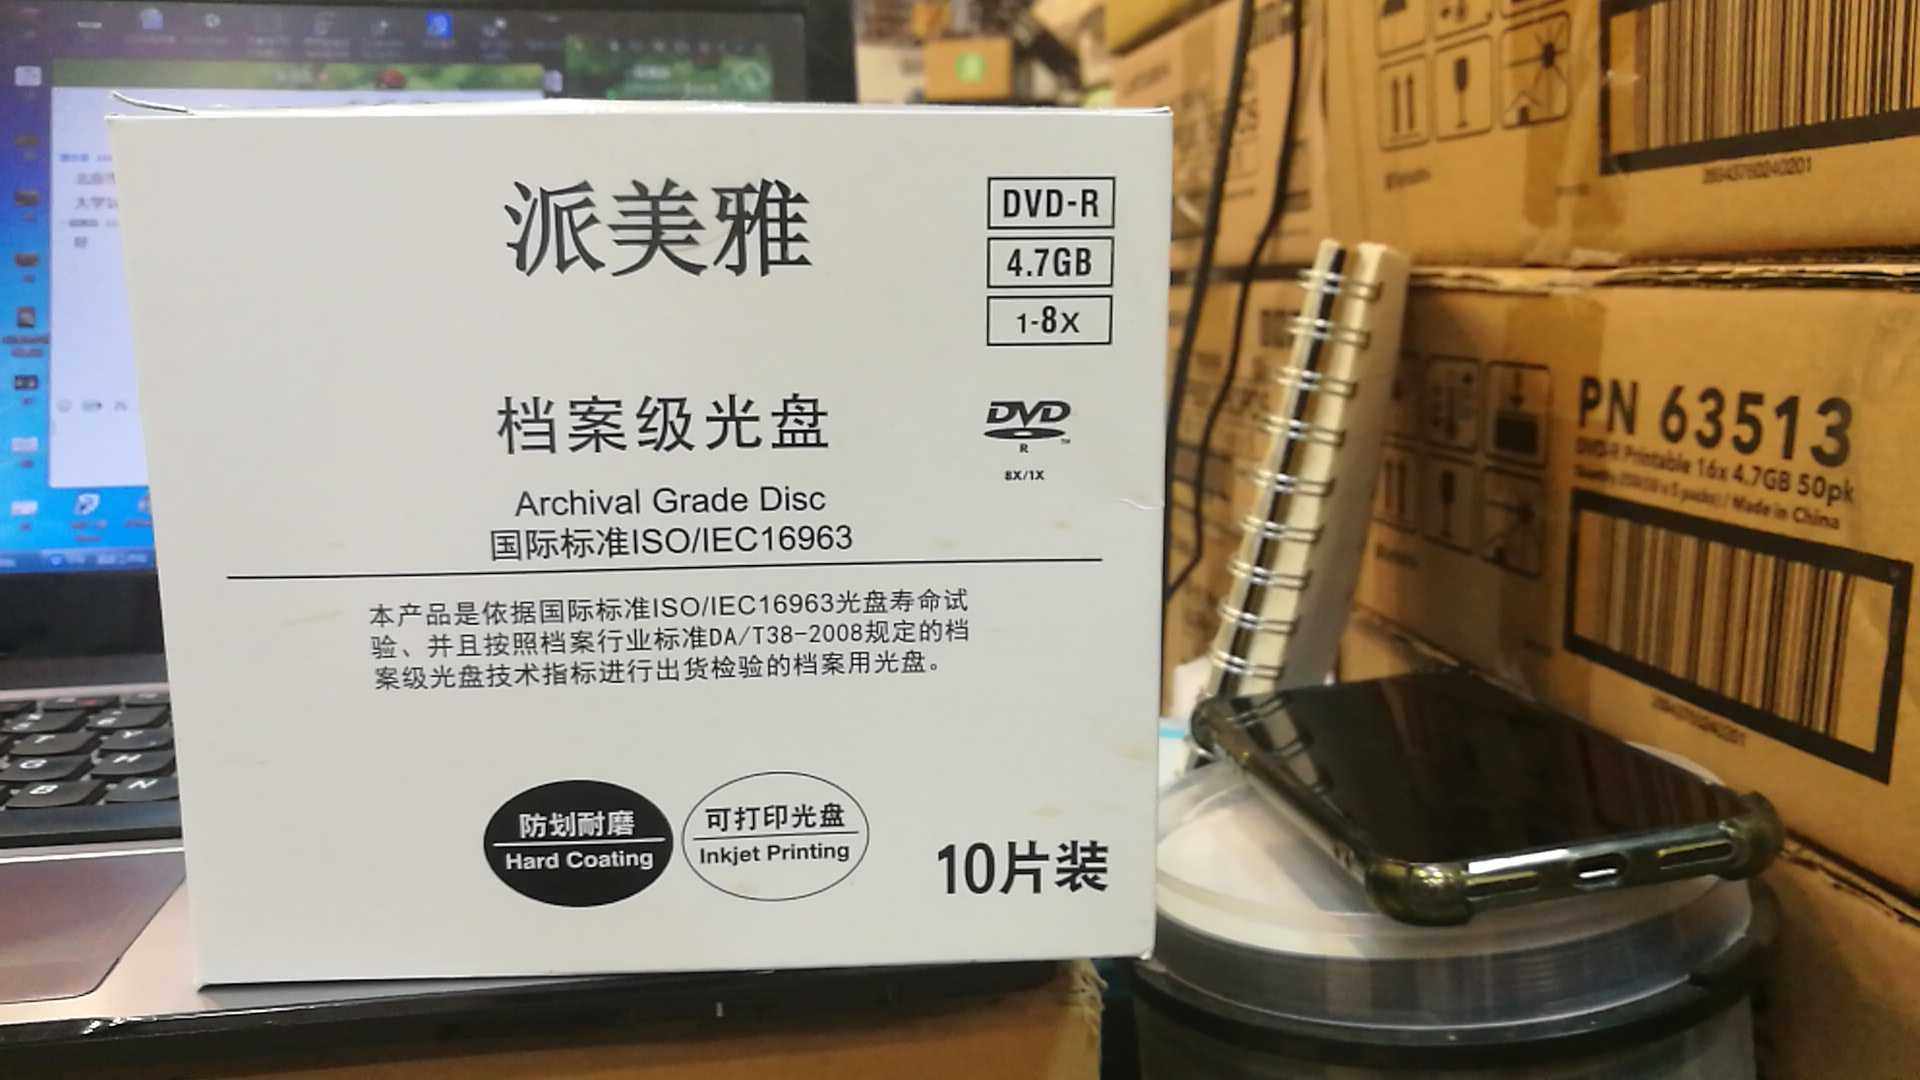 派美雅
DVD-R
4.7GB
1-8X
档案级光盘
DVD
R
8X/1X
Archival Grade Disc
国际标准ISO/IEC16963
本产品是依据国际标准ISO/IEC16963光盘寿命试
验、并且按照档案行业标准DA/T38-2008规定的档
案级光盘技术指标进行出货检验的档案用光盘。
防划耐磨
Hard Coating
可打印光盘
Inkjet Printing
10片装
PN 63513
DVD-R Printable 16x 4.7GB 50pk
Made in China
T
Y
G
H
B
N